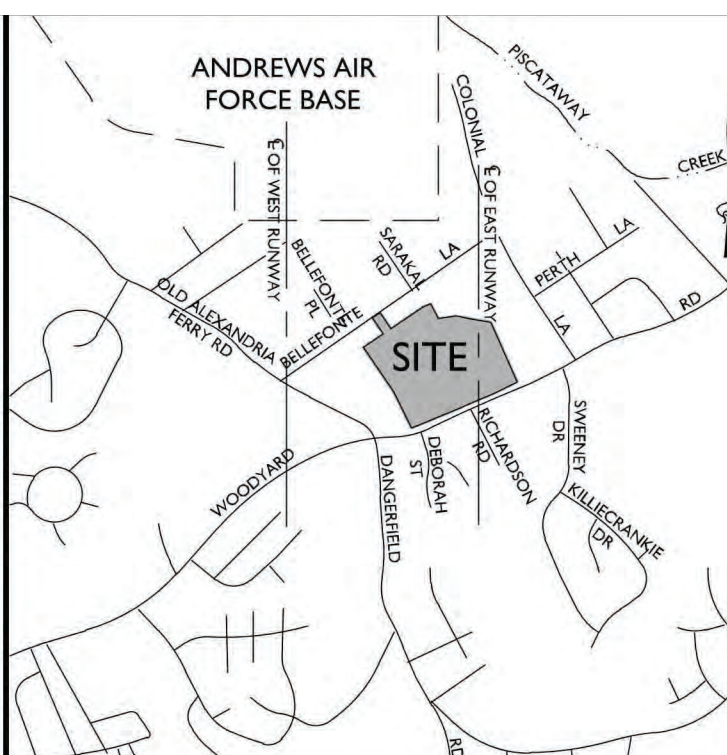 ANDREWS AIR
FORCE BASE
PISCATAWAY
CREEK
COLONIAL
℄ OF WEST RUNWAY
℄ OF EAST RUNWAY
SARAKAL
RD
LA
BELLEFONTE
PL
PERTH
LA
RD
OLD ALEXANDRIA
FERRY RD
BELLEFONTE
LA
SITE
WOODYARD
DANGERFIELD
DEBORAH
ST
RICHARDSON
RD
SWEENEY
DR
KILLIECRANKIE
DR
RD